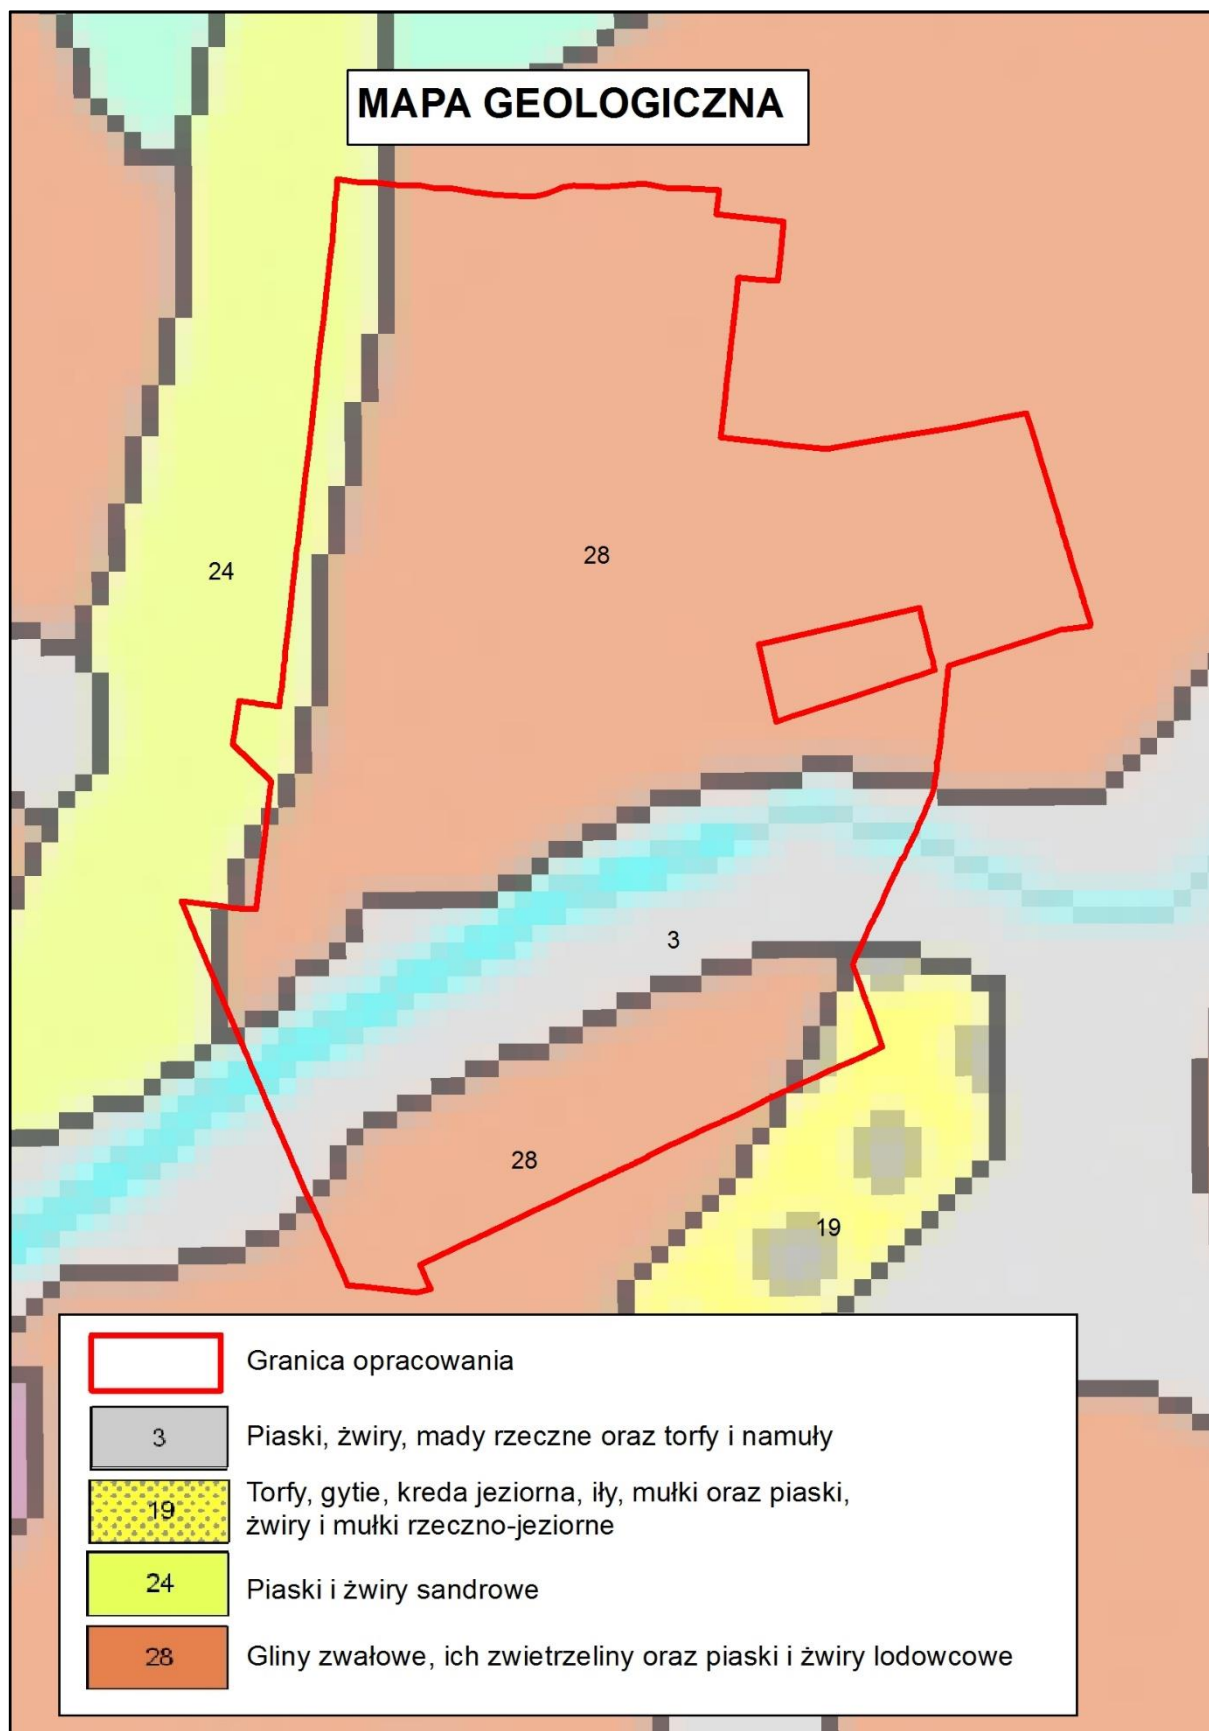 MAPA GEOLOGICZNA
24
28
3
28
19
Granica opracowania
3
Piaski, żwiry, mady rzeczne oraz torfy i namuły
19
Torfy, gytie, kreda jeziorna, iły, mułki oraz piaski,
żwiry i mułki rzeczno-jeziorne
24
Piaski i żwiry sandrowe
28
Gliny zwałowe, ich zwietrzeliny oraz piaski i żwiry lodowcowe